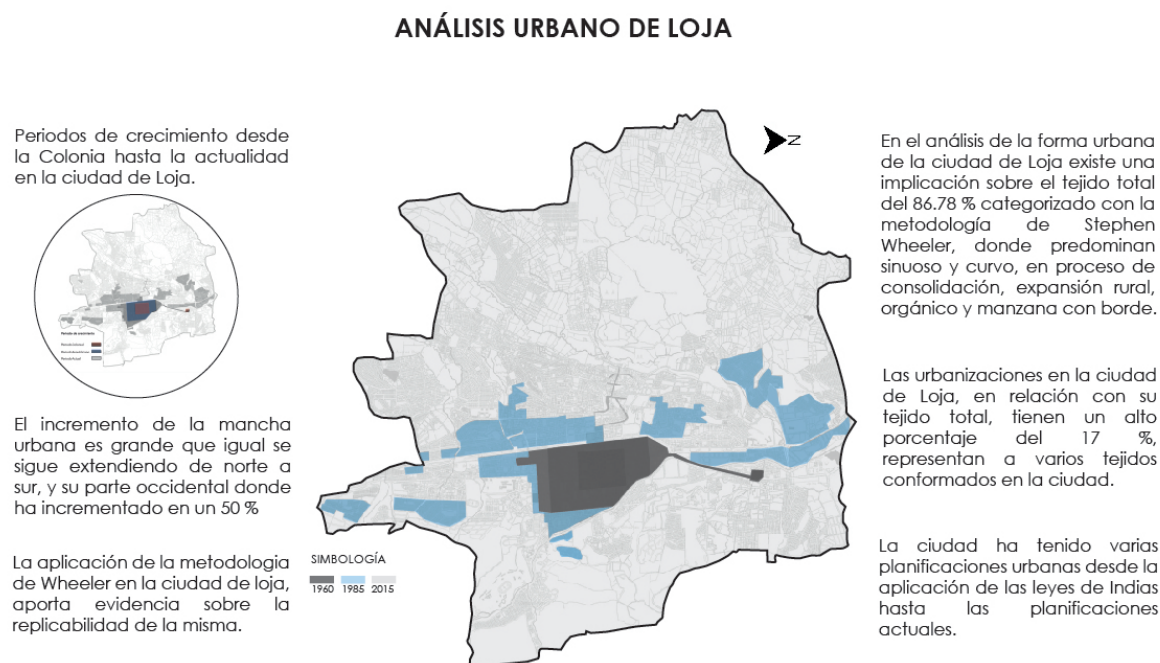 ANÁLISIS URBANO DE LOJA
Periodos de crecimiento desde
la Colonia hasta la actualidad
en la ciudad de Loja.
El incremento de la mancha
urbana es grande que igual se
sigue extendiendo de norte a
sur, y su parte occidental donde
ha incrementado en un 50 %
La aplicación de la metodologia
de Wheeler en la ciudad de loja,
aporta evidencia sobre la
replicabilidad de la misma.
N
SIMBOLOGÍA
1960 1985 2015
En el análisis de la forma urbana
de la ciudad de Loja existe una
implicación sobre el tejido total
del 86.78 % categorizado con la
metodología de Stephen
Wheeler, donde predominan
sinuoso y curvo, en proceso de
consolidación, expansión rural,
orgánico y manzana con borde.
Las urbanizaciones en la ciudad
de Loja, en relación con su
tejido total, tienen un alto
porcentaje del 17 %,
representan a varios tejidos
conformados en la ciudad.
La ciudad ha tenido varias
planificaciones urbanas desde la
aplicación de las leyes de Indias
hasta las planificaciones
actuales.